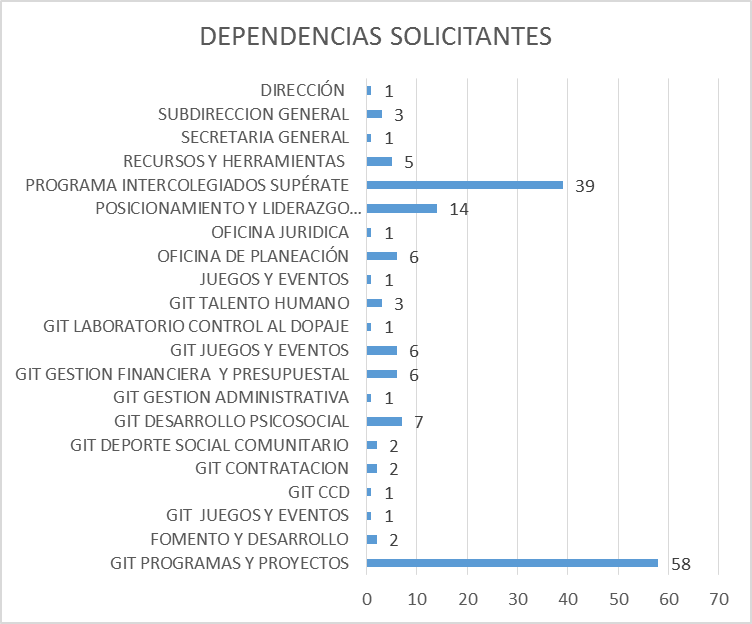 DEPENDENCIAS SOLICITANTES
DIRECCIÓN 1
SUBDIRECCION GENERAL 3
SECRETARIA GENERAL 1
RECURSOS Y HERRAMIENTAS 5
PROGRAMA INTERCOLEGIADOS SUPÉRATE 39
POSICIONAMIENTO Y LIDERAZGO... 14
OFICINA JURIDICA 1
OFICINA DE PLANEACIÓN 6
JUEGOS Y EVENTOS 1
GIT TALENTO HUMANO 3
GIT LABORATORIO CONTROL AL DOPAJE 1
GIT JUEGOS Y EVENTOS 6
GIT GESTION FINANCIERA Y PRESUPUESTAL 6
GIT GESTION ADMINISTRATIVA 1
GIT DESARROLLO PSICOSOCIAL 7
GIT DEPORTE SOCIAL COMUNITARIO 2
GIT CONTRATACION 2
GIT CCD 1
GIT JUEGOS Y EVENTOS 1
FOMENTO Y DESARROLLO 2
GIT PROGRAMAS Y PROYECTOS 58
0 10 20 30 40 50 60 70